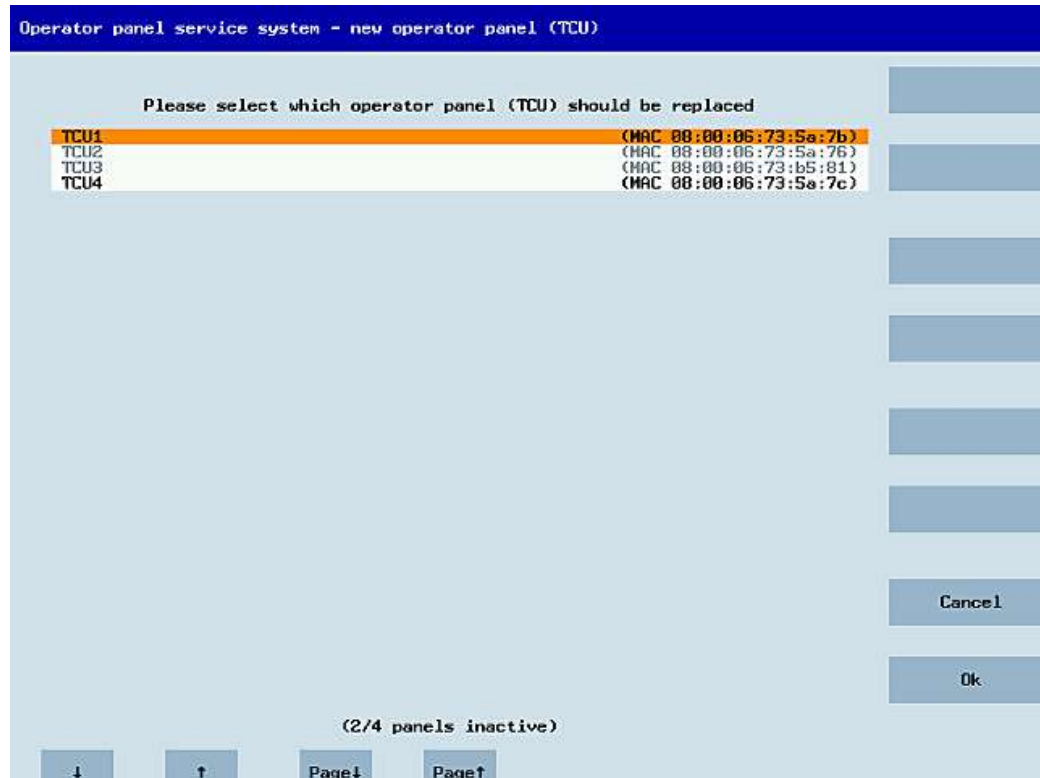 Operator panel service system - new operator panel (TCU)
Please select which operator panel (TCU) should be replaced
TCU1 (MAC 08:00:06:73:5a:7b)
TCU2 (MAC 08:00:06:73:5a:76)
TCU3 (MAC 08:00:06:73:b5:81)
TCU4 (MAC 08:00:06:73:5a:7c)
Cancel
Ok
(2/4 panels inactive)
↓ ↑ Page↓ Page↑